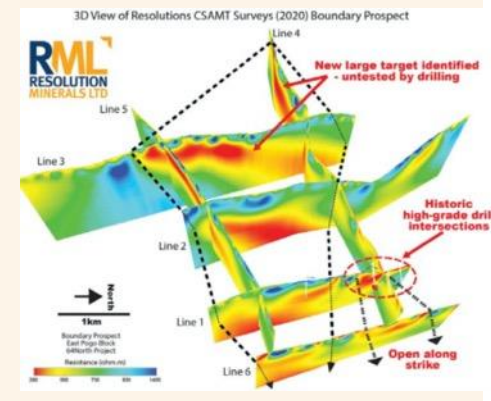 3D View of Resolutions CSAMT Surveys (2020) Boundary Prospect
Line 4
RML
RESOLUTION
MINERALS LTD
New large target identified
- untested by drilling
Line 5
Line 3
Historic
high-grade drill
intersections
Line 2
North
1km
Line 1
Boundary Prospect
East Pogo Block
64North Project
Resistance (ohm.m)
Open along
strike
Line 6